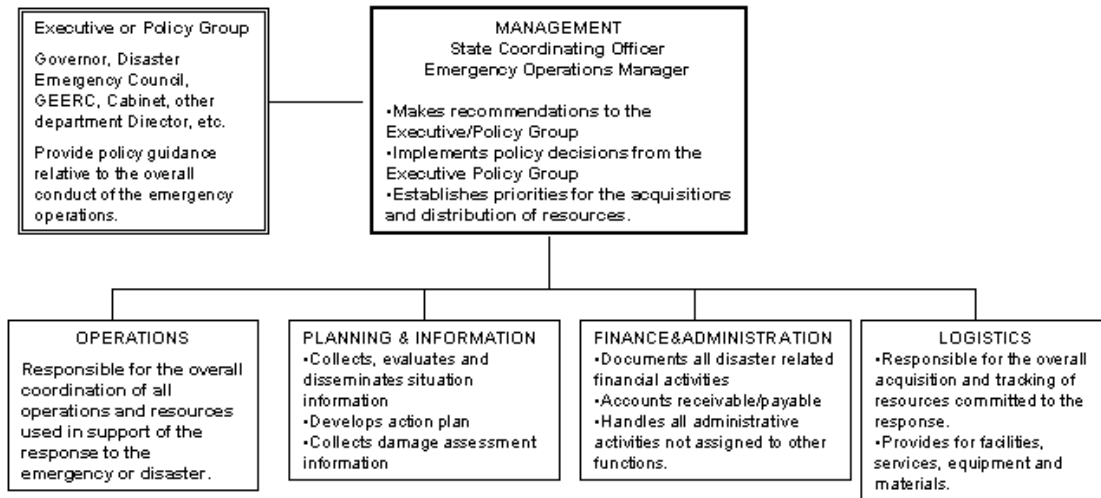 Executive or Policy Group
Governor, Disaster
Emergency Council,
GEERC, Cabinet, other
department Director, etc.
Provide policy guidance
relative to the overall
conduct of the emergency
operations.
MANAGEMENT
State Coordinating Officer
Emergency Operations Manager
•Makes recommendations to the
Executive/Policy Group
•Implements policy decisions from the
Executive Policy Group
•Establishes priorities for the acquisitions
and distribution of resources.
OPERATIONS
Responsible for the overall
coordination of all
operations and resources
used in support of the
response to the
emergency or disaster.
PLANNING & INFORMATION
•Collects, evaluates and
disseminates situation
information
•Develops action plan
•Collects damage assessment
information
FINANCE&ADMINISTRATION
•Documents all disaster related
financial activities
•Accounts receivable/payable
•Handles all administrative
activities not assigned to other
functions.
LOGISTICS
•Responsible for the overall
acquisition and tracking of
resources committed to the
response.
•Provides for facilities,
services, equipment and
materials.